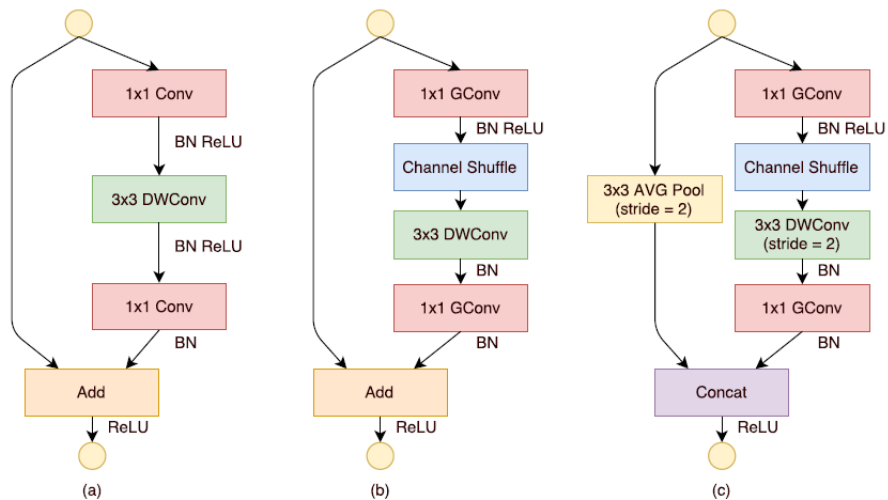 1x1 Conv
BN ReLU
3x3 DWConv
BN ReLU
1x1 Conv
BN
Add
ReLU
(a)
1x1 GConv
BN ReLU
Channel Shuffle
3x3 DWConv
BN
1x1 GConv
BN
Add
ReLU
(b)
3x3 AVG Pool
(stride = 2)
1x1 GConv
BN ReLU
Channel Shuffle
3x3 DWConv
(stride = 2)
BN
1x1 GConv
BN
Concat
ReLU
(c)